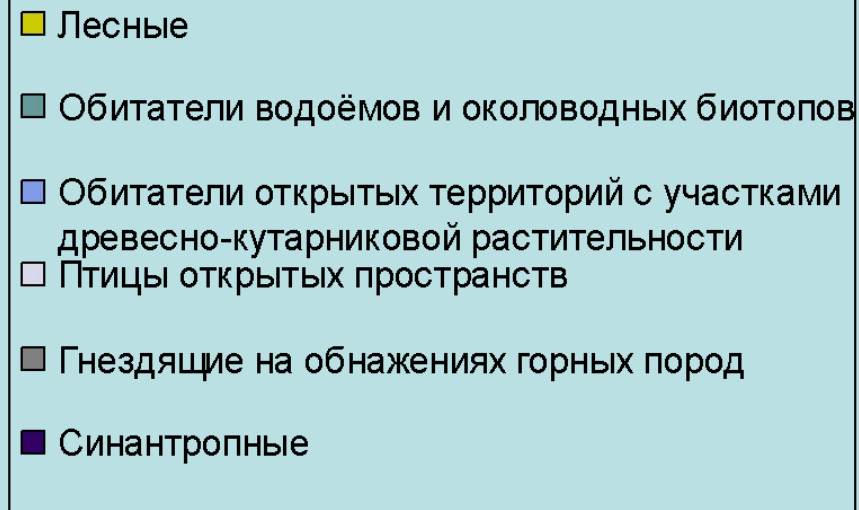 Лесные
Обитатели водоёмов и околоводных биотопов
Обитатели открытых территорий с участками
древесно-кутарниковой растительности
Птицы открытых пространств
Гнездящие на обнажениях горных пород
Синантропные